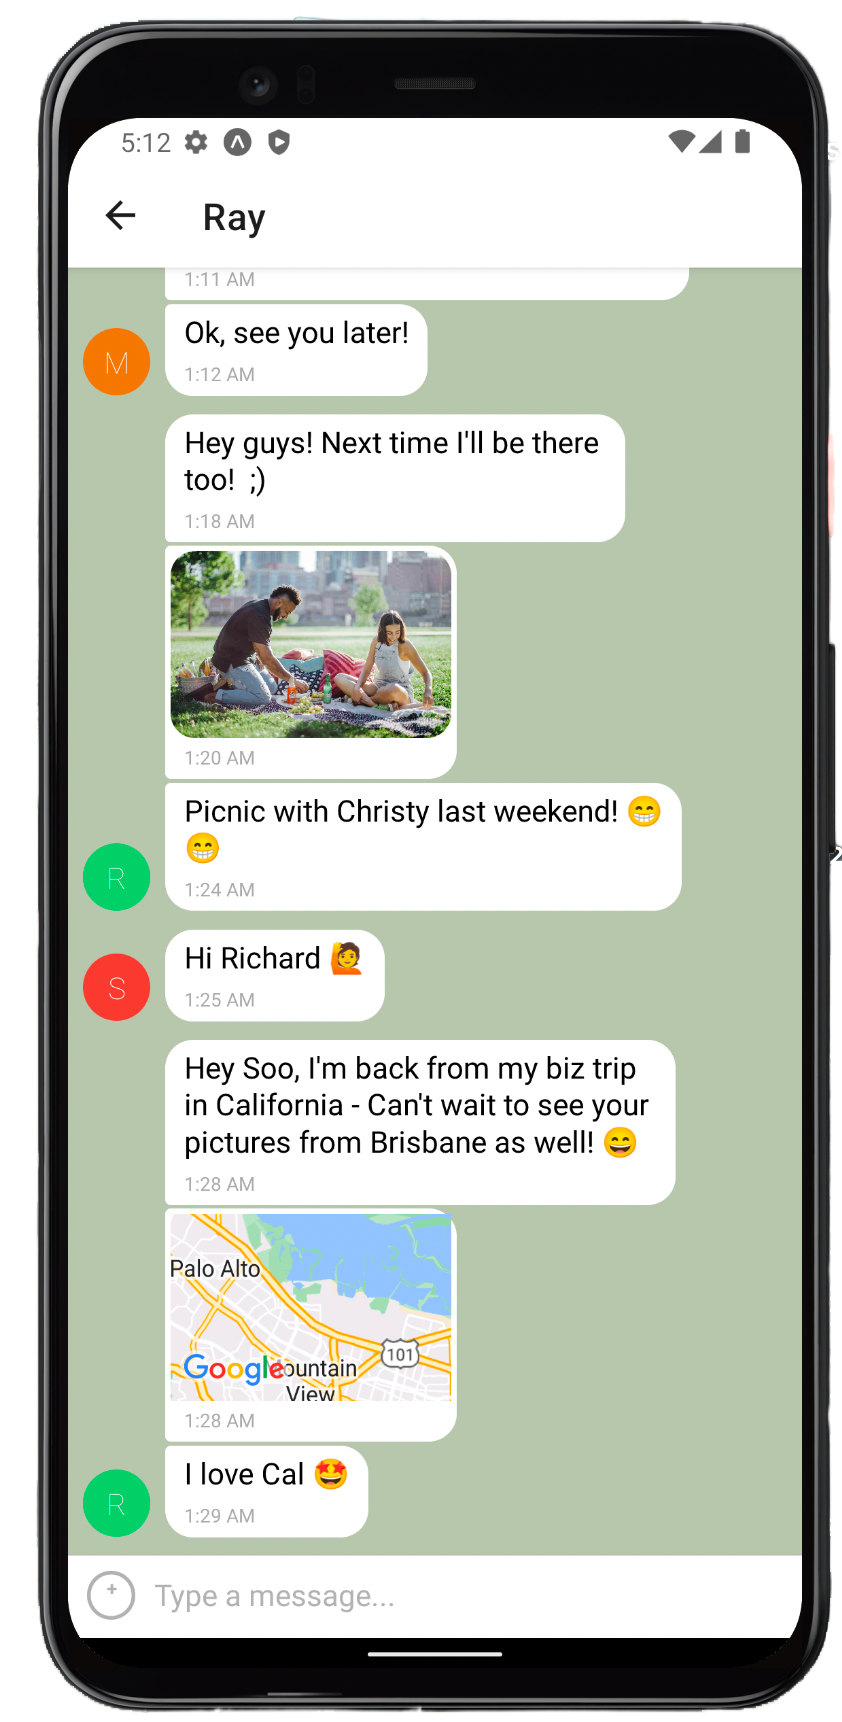 5:12
Ray
1:11 AM
Ok, see you later!
1:12 AM
M
Hey guys! Next time I'll be there
too!  ;)
1:18 AM
1:20 AM
Picnic with Christy last weekend! 😁
😁
1:24 AM
R
Hi Richard 🙋
1:25 AM
S
Hey Soo, I'm back from my biz trip
in California - Can't wait to see your
pictures from Brisbane as well! 😄
1:28 AM
Palo Alto
101
Google
ountain
View
1:28 AM
I love Cal 🤩
1:29 AM
R
Type a message...